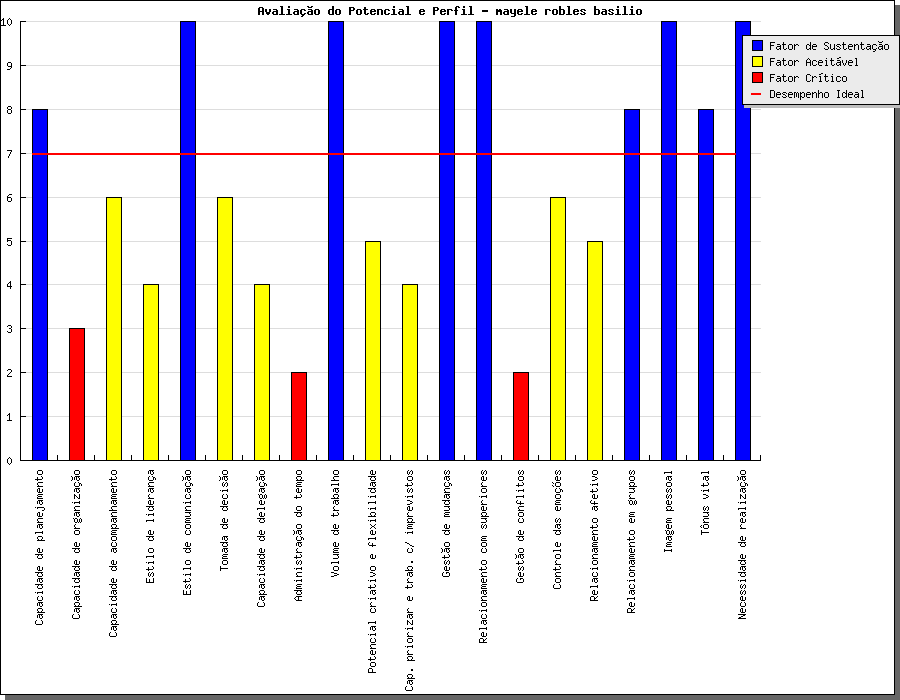 Avaliação do Potencial e Perfil - mayele robles basilio
Fator de Sustentação
Fator Aceitável
Fator Crítico
Desempenho Ideal
10
9
8
7
6
5
4
3
2
1
0
Capacidade de planejamento
Capacidade de organização
Capacidade de acompanhamento
Estilo de liderança
Estilo de comunicação
Tomada de decisão
Capacidade de delegação
Administração do tempo
Volume de trabalho
Potencial criativo e flexibilidade
Cap. priorizar e trab. c/ imprevistos
Gestão de mudanças
Relacionamento com superiores
Gestão de conflitos
Controle das emoções
Relacionamento afetivo
Relacionamento em grupos
Imagem pessoal
Tônus vital
Necessidade de realização